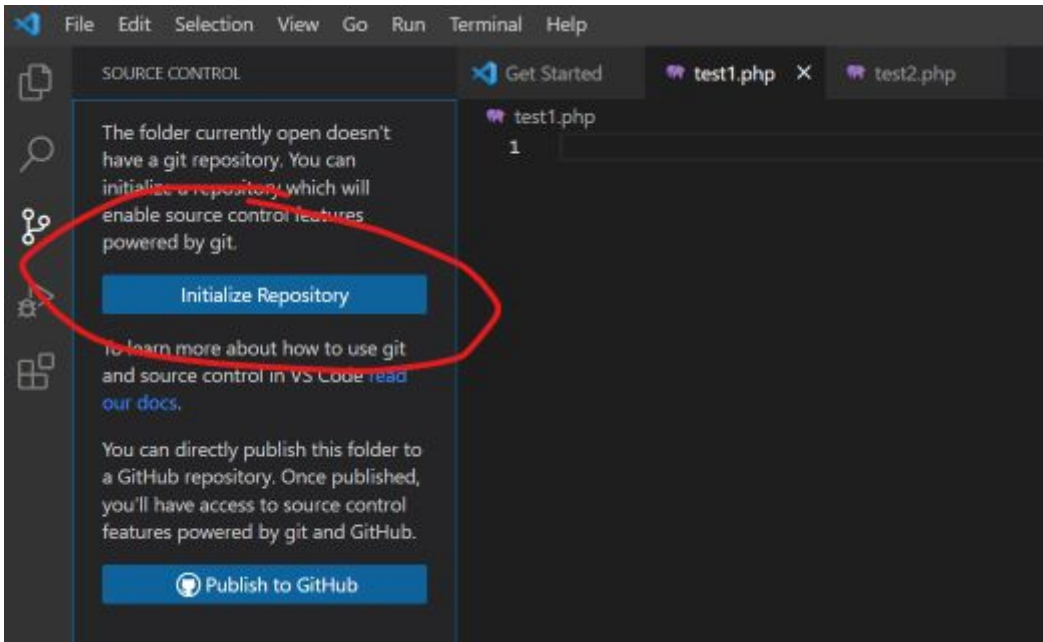 File Edit Selection View Go Run Terminal Help
SOURCE CONTROL
The folder currently open doesn't
have a git repository. You can
initialize a repository which will
enable source control features
powered by git.
Initialize Repository
To learn more about how to use git
and source control in VS Code read
our docs.
You can directly publish this folder to
a GitHub repository. Once published,
you'll have access to source control
features powered by git and GitHub.
Publish to GitHub
Get Started test1.php test2.php
test1.php
1